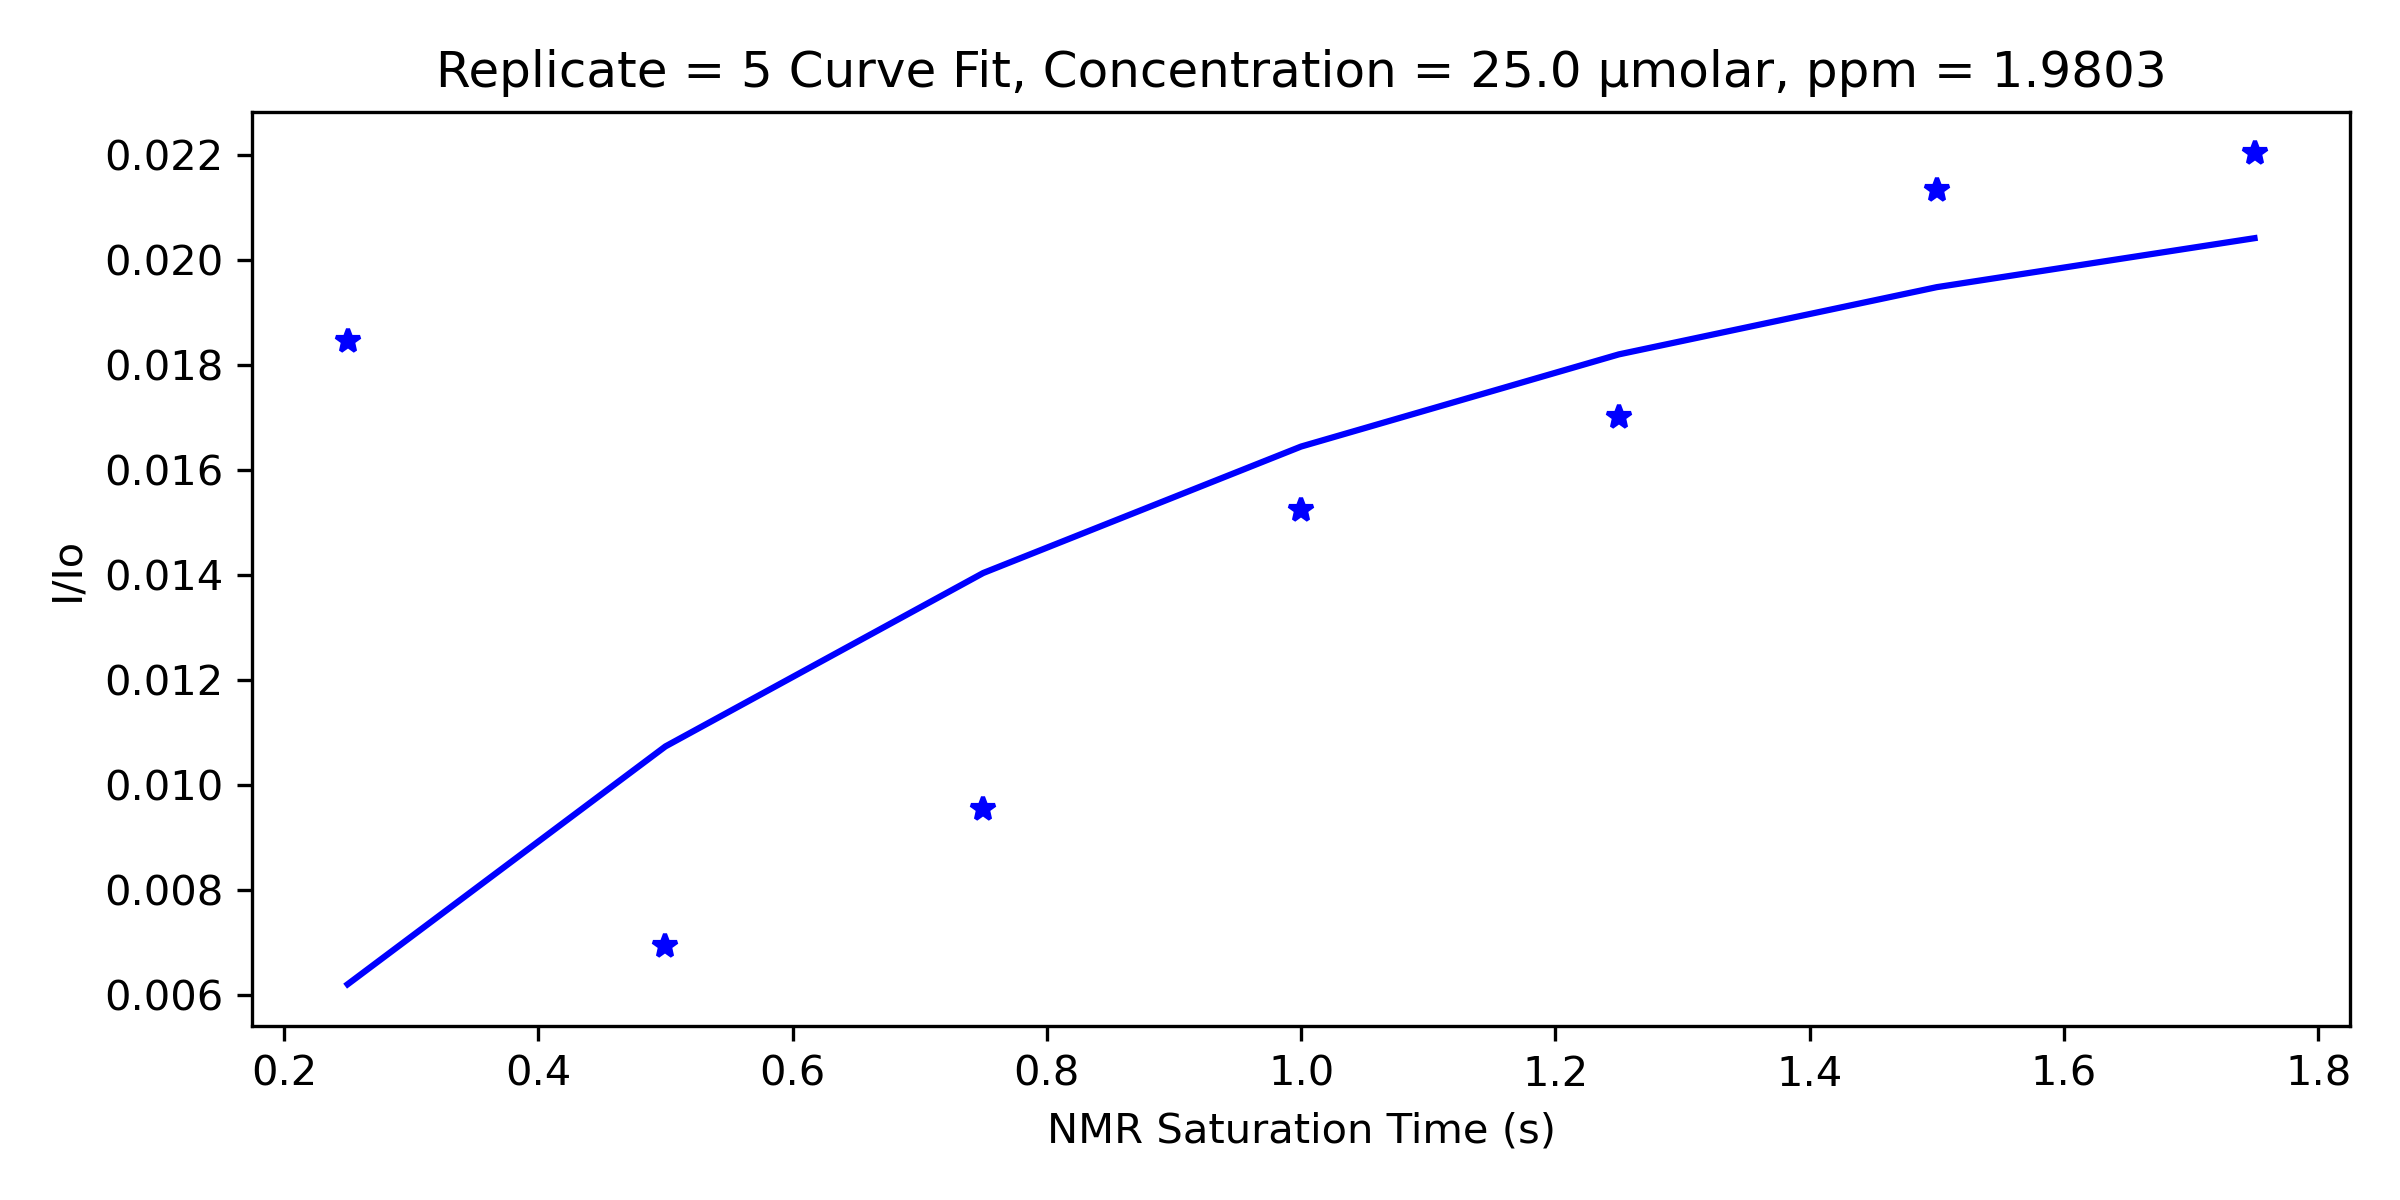 Replicate = 5 Curve Fit, Concentration = 25.0 µmolar, ppm = 1.9803
0.022
0.020
0.018
0.016
0.014
0.012
0.010
0.008
0.006
I/Io
0.2 0.4 0.6 0.8 1.0 1.2 1.4 1.6 1.8
NMR Saturation Time (s)